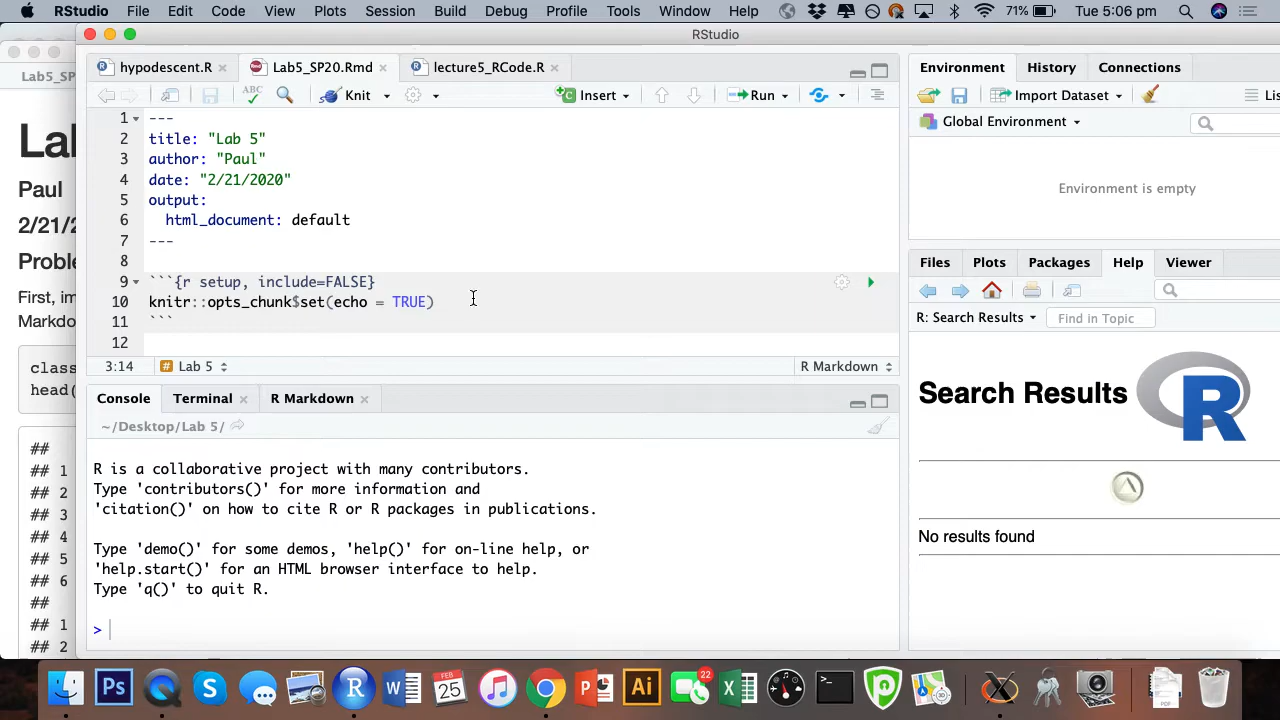 RStudio File Edit Code View Plots Session Build Debug Profile Tools Window Help 71% Tue 5:06 pm
RStudio
Lab5_SP
Lab
Paul
2/21/2
Proble
First, im
Markdo
class
head(
##
## 1
## 2
## 3
## 4
## 5
## 6
##
## 1
## 2
hypodescent.R Lab5_SP20.Rmd lecture5_RCode.R
ABC Knit Insert Run
1 ---
2 title: "Lab 5"
3 author: "Paul"
4 date: "2/21/2020"
5 output:
6 html_document: default
7 ---
8
9 ```{r setup, include=FALSE}
10 knitr::opts_chunk$set(echo = TRUE)
11 ```
12
3:14 # Lab 5 R Markdown
Console Terminal R Markdown
~/Desktop/Lab 5/
R is a collaborative project with many contributors.
Type 'contributors()' for more information and
'citation()' on how to cite R or R packages in publications.
Type 'demo()' for some demos, 'help()' for on-line help, or
'help.start()' for an HTML browser interface to help.
Type 'q()' to quit R.
>
Environment History Connections
Import Dataset Lis
Global Environment
Environment is empty
Files Plots Packages Help Viewer
R: Search Results Find in Topic
Search Results R
No results found
Ps S R W FEB 25 P Ai 22 X >_ P PDF